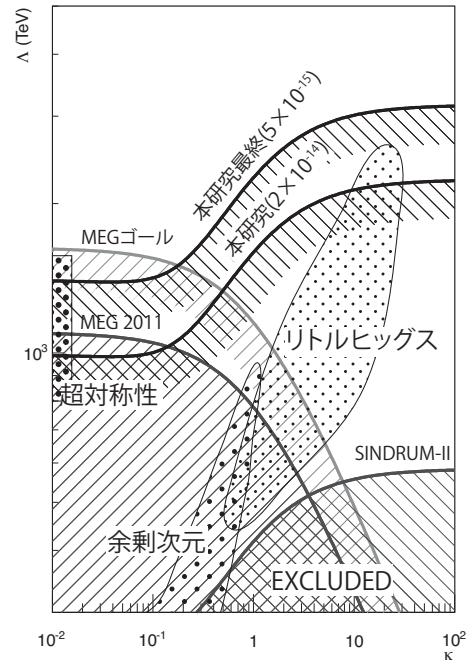 Λ (TeV)
本研究最終(5×10-15)
本研究(2×10-14)
MEGゴール
MEG 2011
リトルヒッグス
103
超対称性
SINDRUM-II
余剰次元
EXCLUDED
10-2
10-1
1
10
102
κ